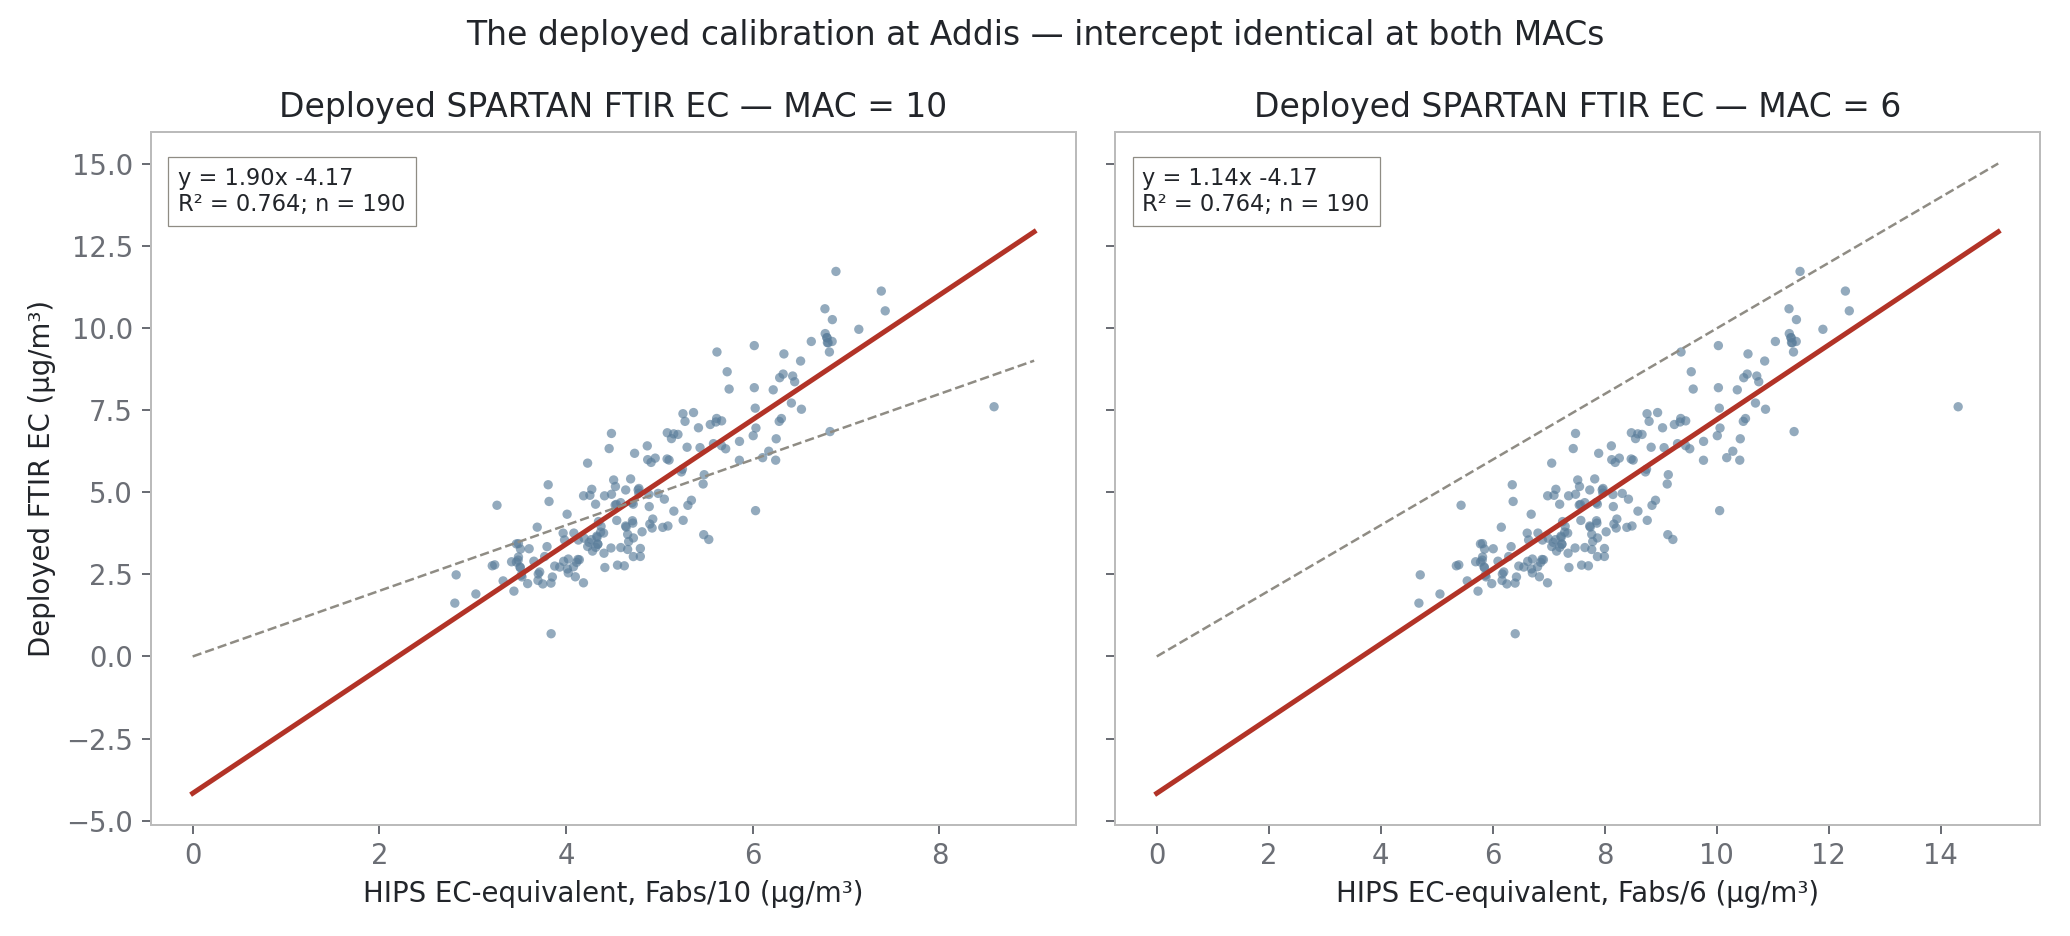 The deployed calibration at Addis — intercept identical at both MACs
Deployed SPARTAN FTIR EC — MAC = 10
y = 1.90x -4.17
R² = 0.764; n = 190
Deployed FTIR EC (µg/m³)
15.0
12.5
10.0
7.5
5.0
2.5
0.0
−2.5
−5.0
0 2 4 6 8
HIPS EC-equivalent, Fabs/10 (µg/m³)
Deployed SPARTAN FTIR EC — MAC = 6
y = 1.14x -4.17
R² = 0.764; n = 190
0 2 4 6 8 10 12 14
HIPS EC-equivalent, Fabs/6 (µg/m³)